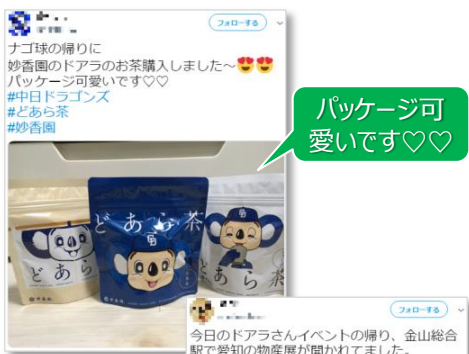 フォローする
ナゴ球の帰りに
妙香園のドアラのお茶購入しました〜😍😍
パッケージ可愛いです♡♡
#中日ドラゴンズ
#どあら茶
#妙香園
パッケージ可
愛いです♡♡
どあら
どあら茶
どあら茶
フォローする
今日のドアラさんイベントの帰り、金山総合
駅で愛知の物産展が開かれてました。